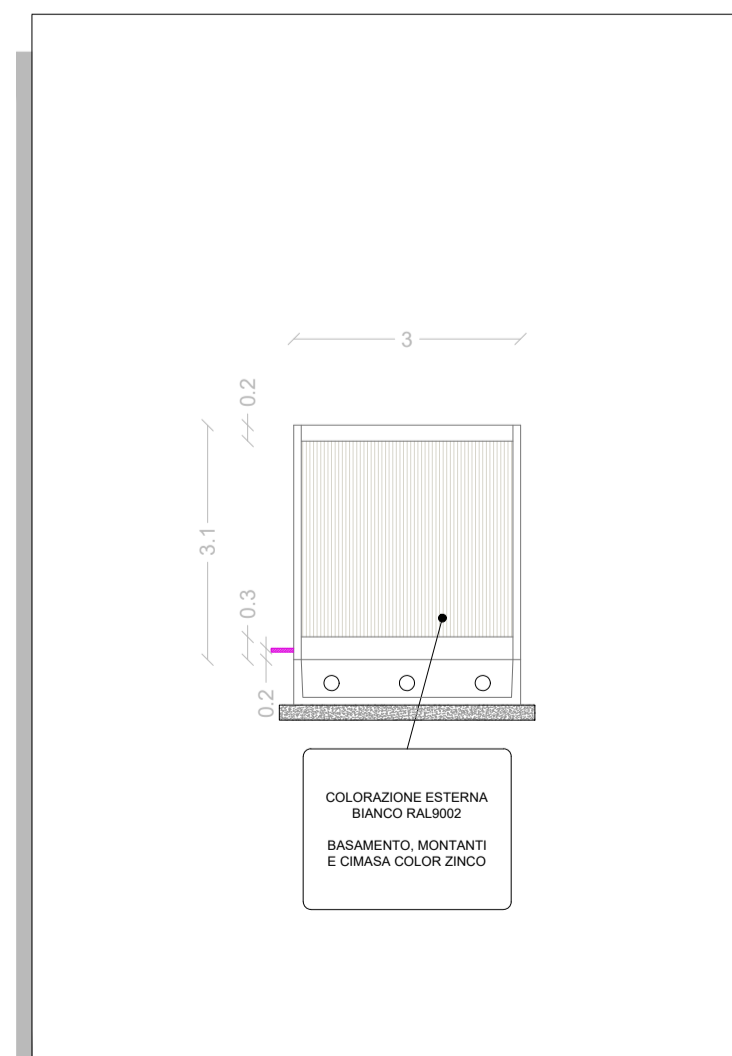 3
0.2
3.1
0.3
0.2
COLORAZIONE ESTERNA
BIANCO RAL9002
BASAMENTO, MONTANTI
E CIMASA COLOR ZINCO